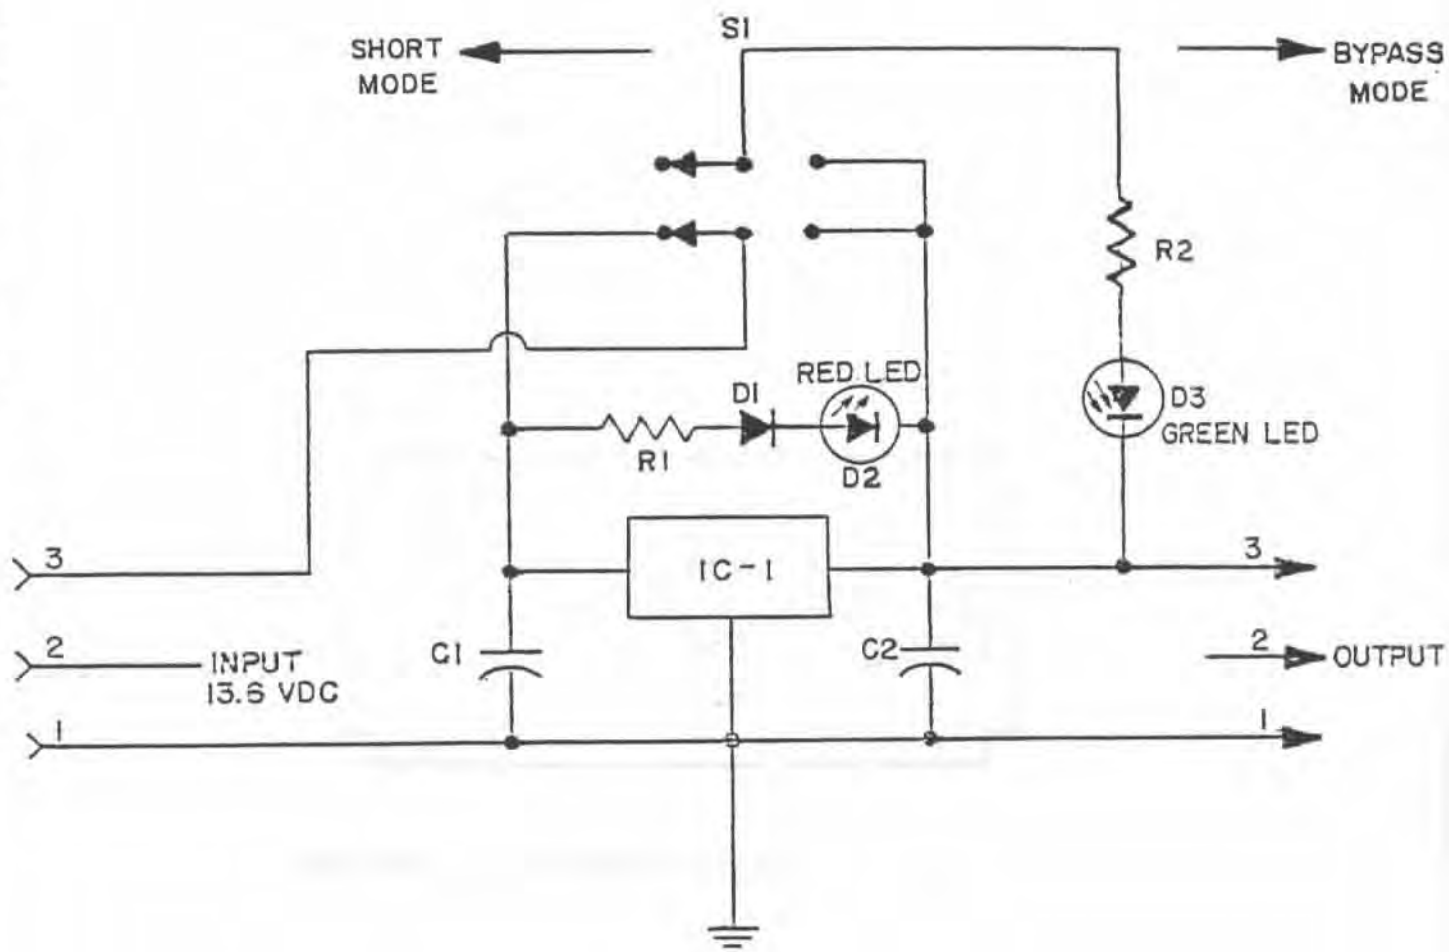 S1
SHORT
MODE
BYPASS
MODE
R2
RED LED
D1
D3
GREEN LED
R1
D2
3
IC-1
3
C1
C2
2
INPUT
13.6 VDC
2
OUTPUT
1
1